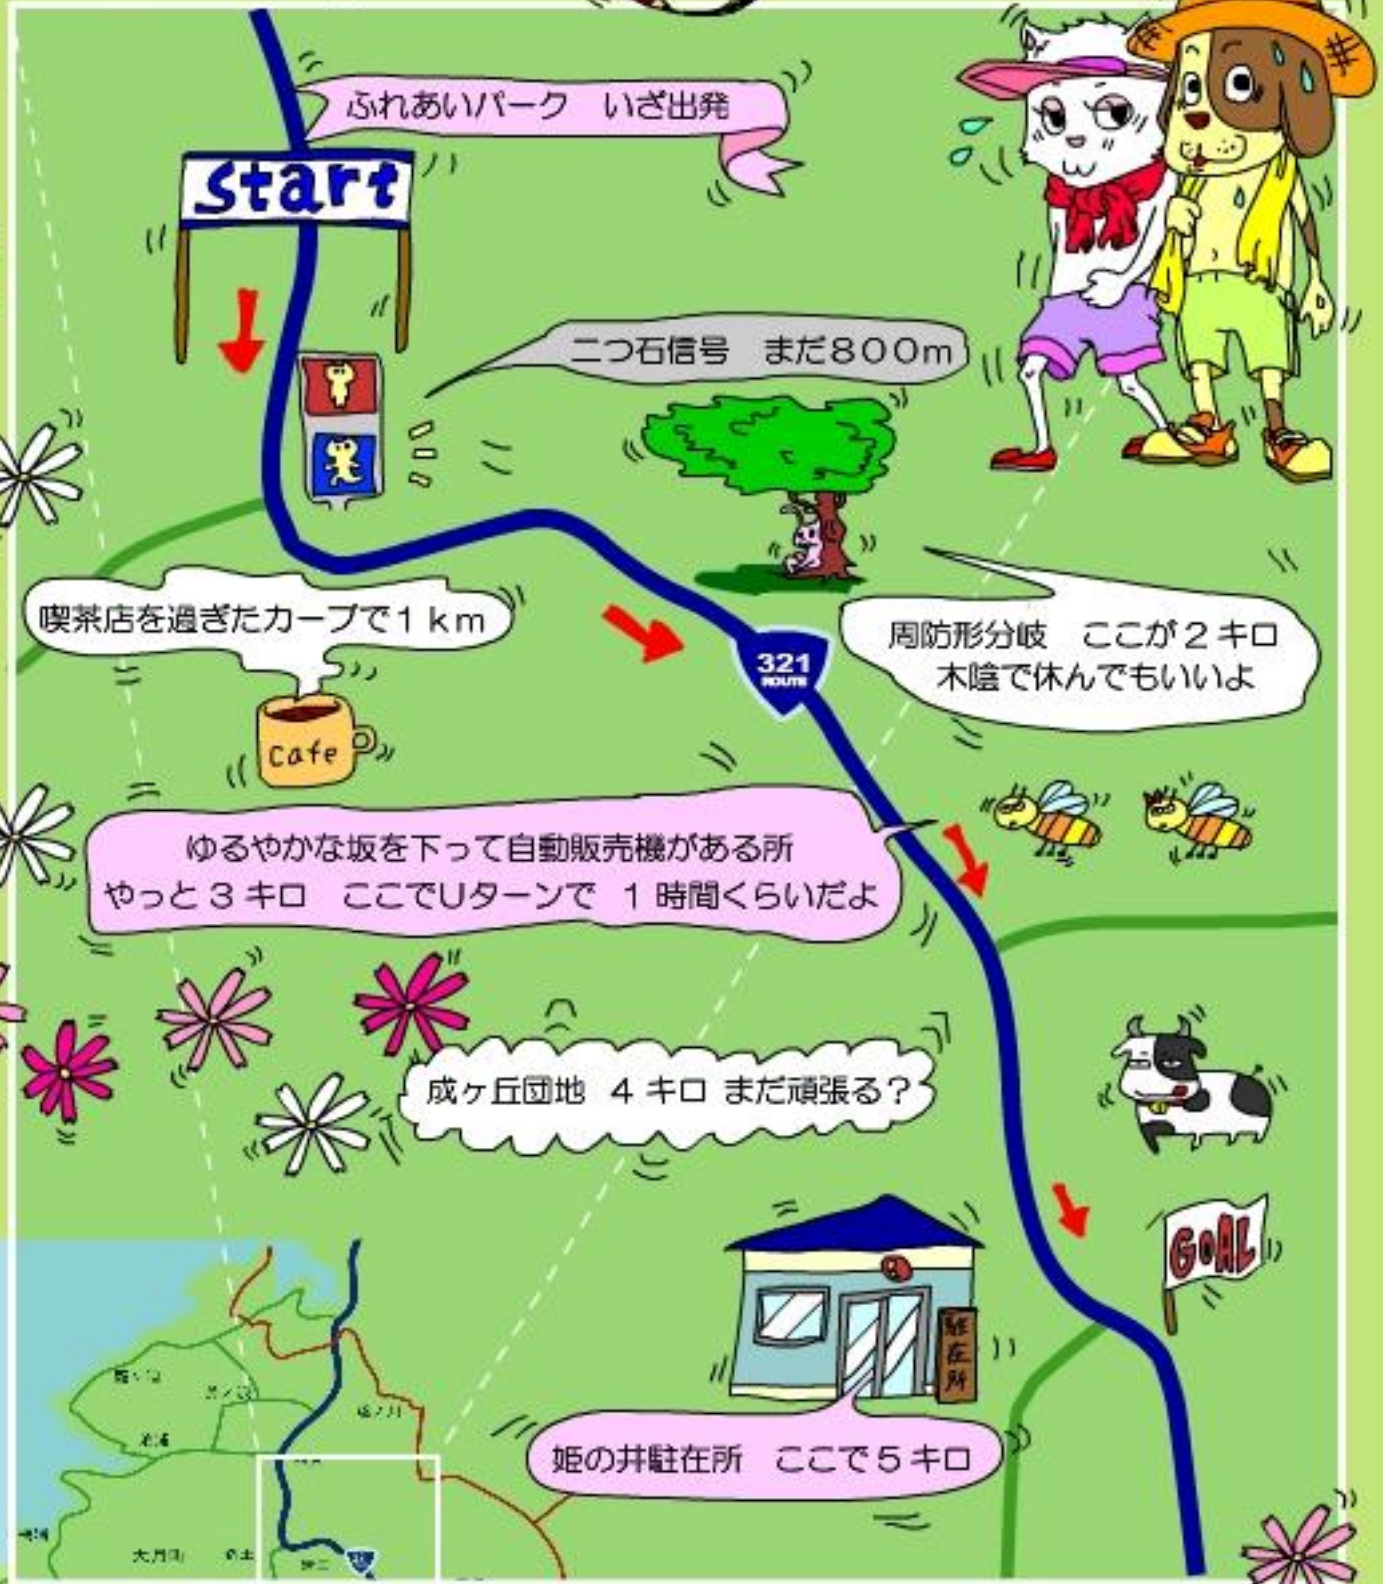 ふれあいパーク　いざ出発
start
二つ石信号　まだ800m
喫茶店を過ぎたカーブで1km
周防形分岐　ここが2キロ
木陰で休んでもいいよ
321
ROUTE
Cafe
ゆるやかな坂を下って自動販売機がある所
やっと3キロ　ここでUターンで　1時間くらいだよ
成ヶ丘団地　4キロ　まだ頑張る?
GOAL
駐在所
姫の井駐在所　ここで5キロ
大月町